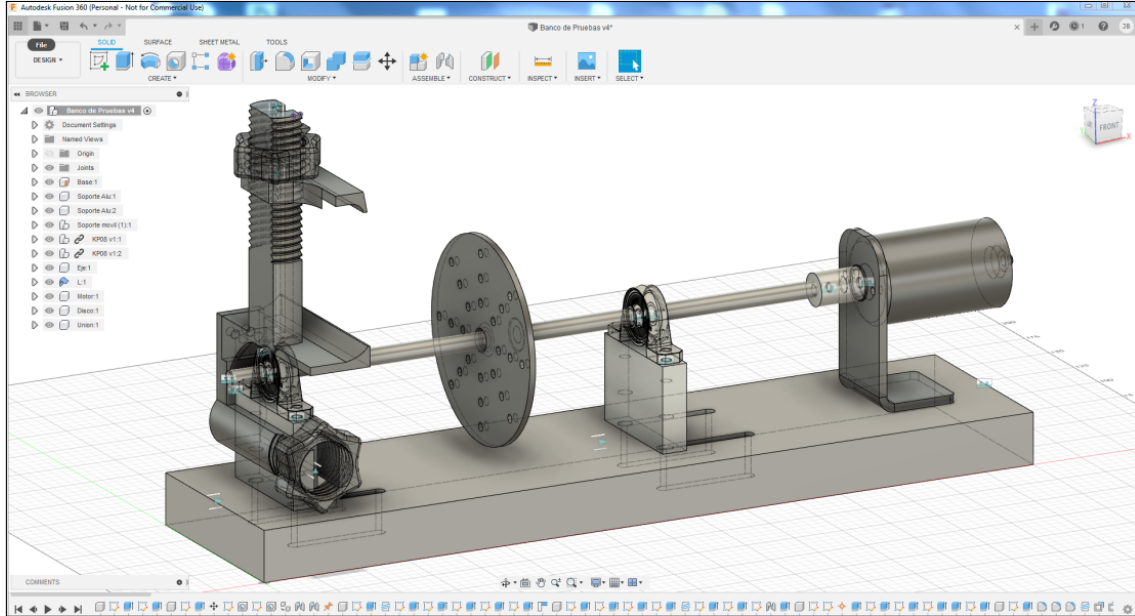 Autodesk Fusion 360 (Personal - Not for Commercial Use)
Banco de Pruebas v4*
1
2B
File
SOLID SURFACE SHEET METAL TOOLS
DESIGN
CREATE MODIFY ASSEMBLE CONSTRUCT INSPECT INSERT SELECT
BROWSER
Banco de Pruebas v4
Document Settings
Named Views
Origin
Joints
Base:1
Soporte Alu:1
Soporte Alu:2
Soporte movil (1):1
KP08 v1:1
KP08 v1:2
Eje:1
L:1
Motor:1
Disco:1
Union:1
Z
FRONT
X
Y
COMMENTS